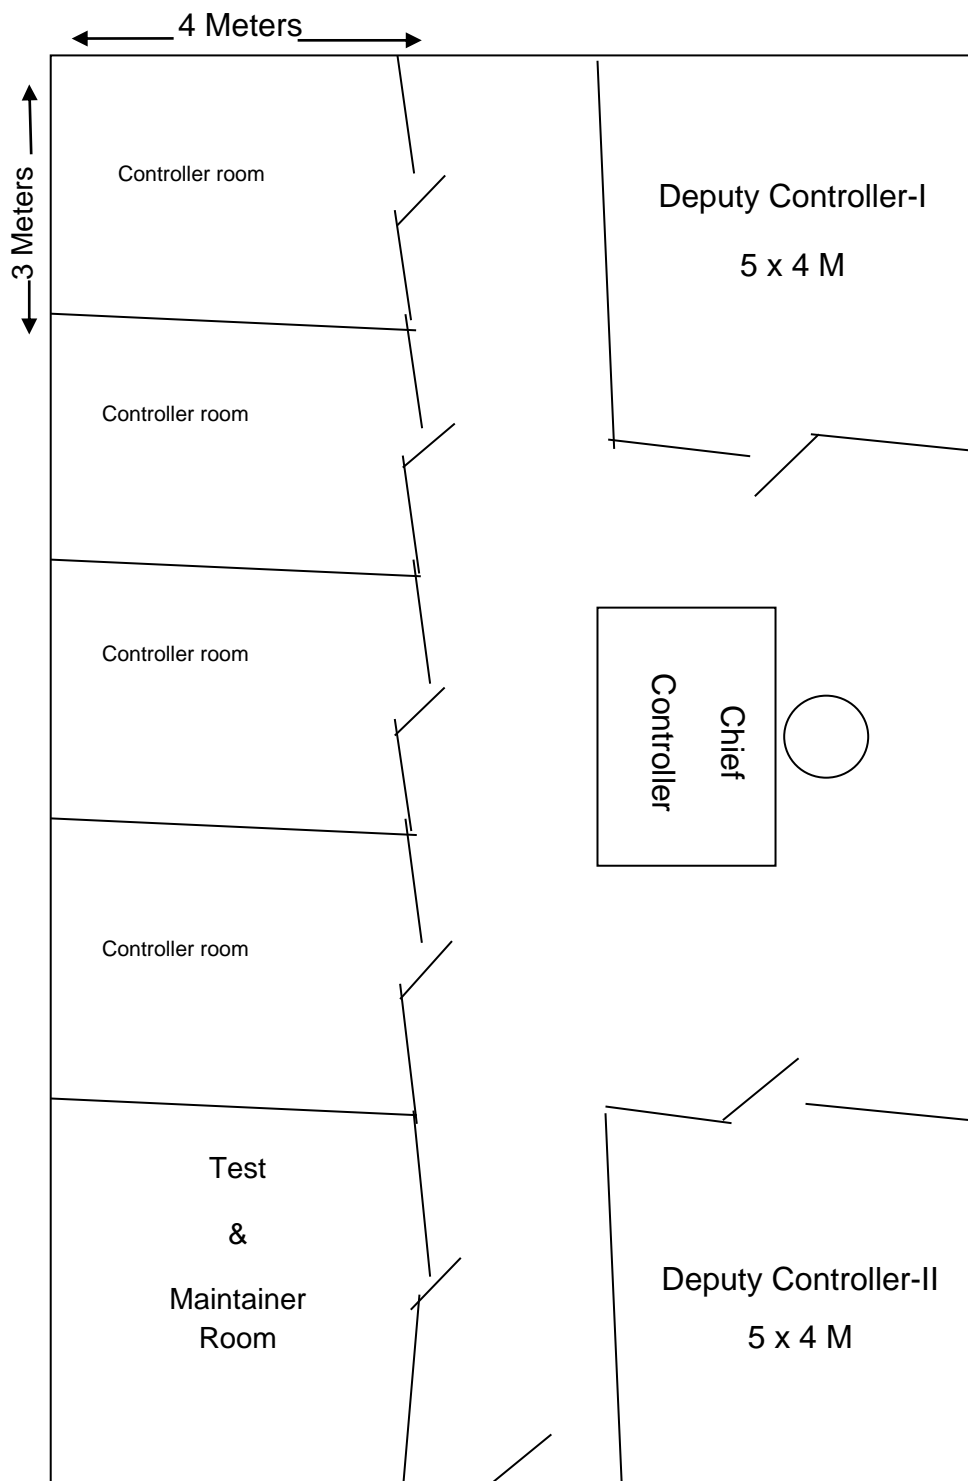 4 Meters
3 Meters
Controller room
Deputy Controller-I
5 x 4 M
Controller room
Controller room
Chief
Controller
Controller room
Test
&
Maintainer
Room
Deputy Controller-II
5 x 4 M